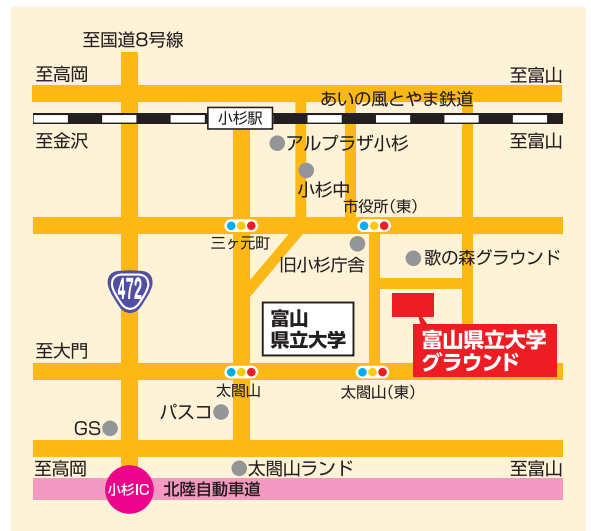 至国道8号線
至高岡
至富山
あいの風とやま鉄道
小杉駅
至金沢
至富山
アルプラザ小杉
小杉中
市役所(東)
三ヶ元町
旧小杉庁舎
歌の森グラウンド
472
富山
県立大学
富山県立大学
グラウンド
至大門
太閤山
太閤山(東)
パスコ
GS
至高岡
太閤山ランド
至富山
小杉IC
北陸自動車道